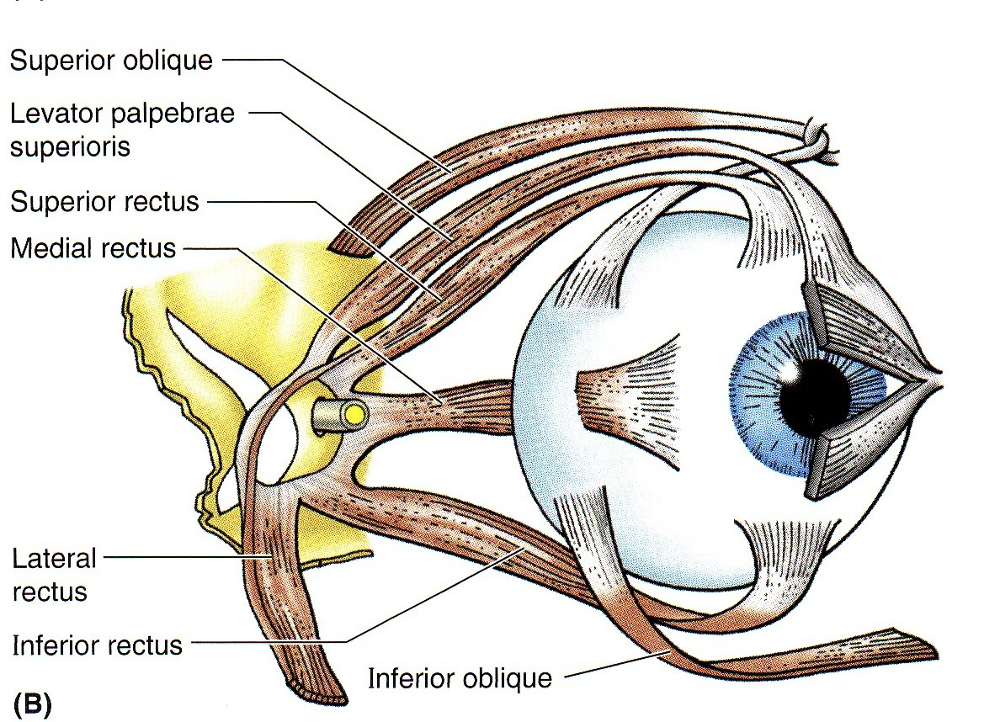 Superior oblique
Levator palpebrae
superioris
Superior rectus
Medial rectus
Lateral
rectus
Inferior rectus
Inferior oblique
(B)